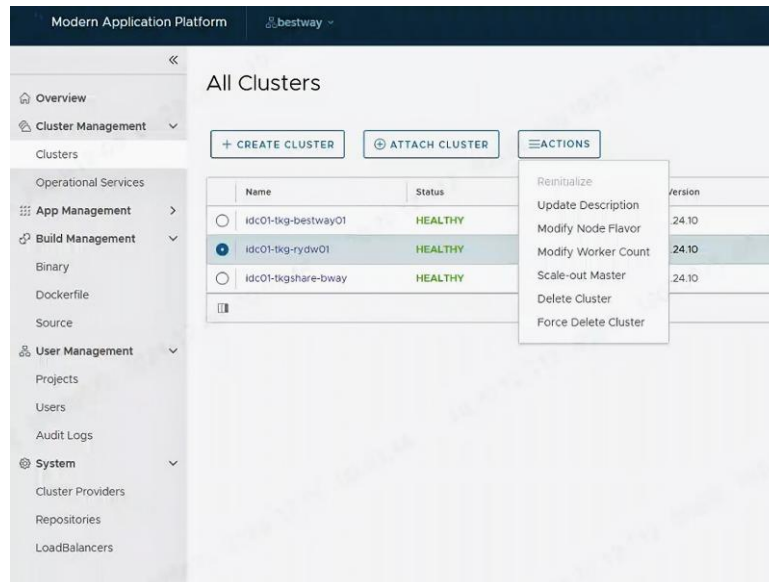 Modern Application Platform
bestway
All Clusters
Overview
Cluster Management
Clusters
Operational Services
App Management
Build Management
Binary
Dockerfile
Source
User Management
Projects
Users
Audit Logs
System
Cluster Providers
Repositories
LoadBalancers
+ CREATE CLUSTER
ATTACH CLUSTER
ACTIONS
Name Status Version
idc01-tkg-bestway01 HEALTHY .24.10
idc01-tkg-rydw01 HEALTHY .24.10
idc01-tkgshare-bway HEALTHY .24.10
Reinitialize
Update Description
Modify Node Flavor
Modify Worker Count
Scale-out Master
Delete Cluster
Force Delete Cluster